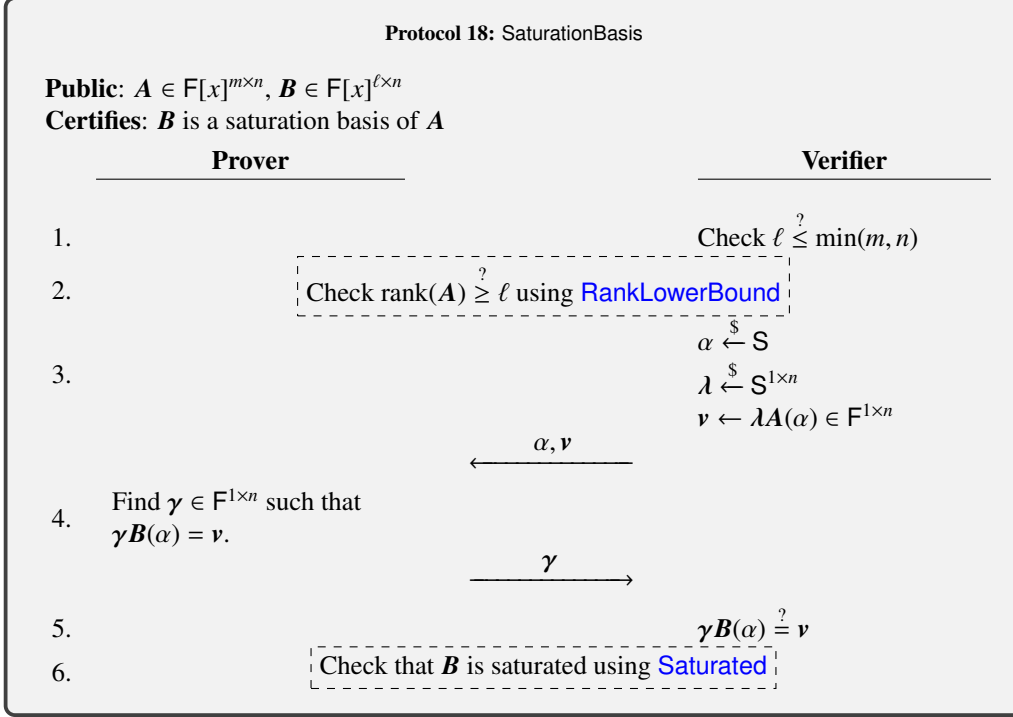 Protocol 18: SaturationBasis
Public: A ∈ F[x]^{m×n}, B ∈ F[x]^{ℓ×n}
Certifies: B is a saturation basis of A
Prover Verifier
1. Check ℓ ≤? min(m, n)
2. Check rank(A) ≥? ℓ using RankLowerBound
α ←$ S
3. λ ←$ S^{1×n}
v ← λA(α) ∈ F^{1×n}
α, v
Find γ ∈ F^{1×n} such that
4.
γB(α) = v.
γ
5. γB(α) =? v
6. Check that B is saturated using Saturated